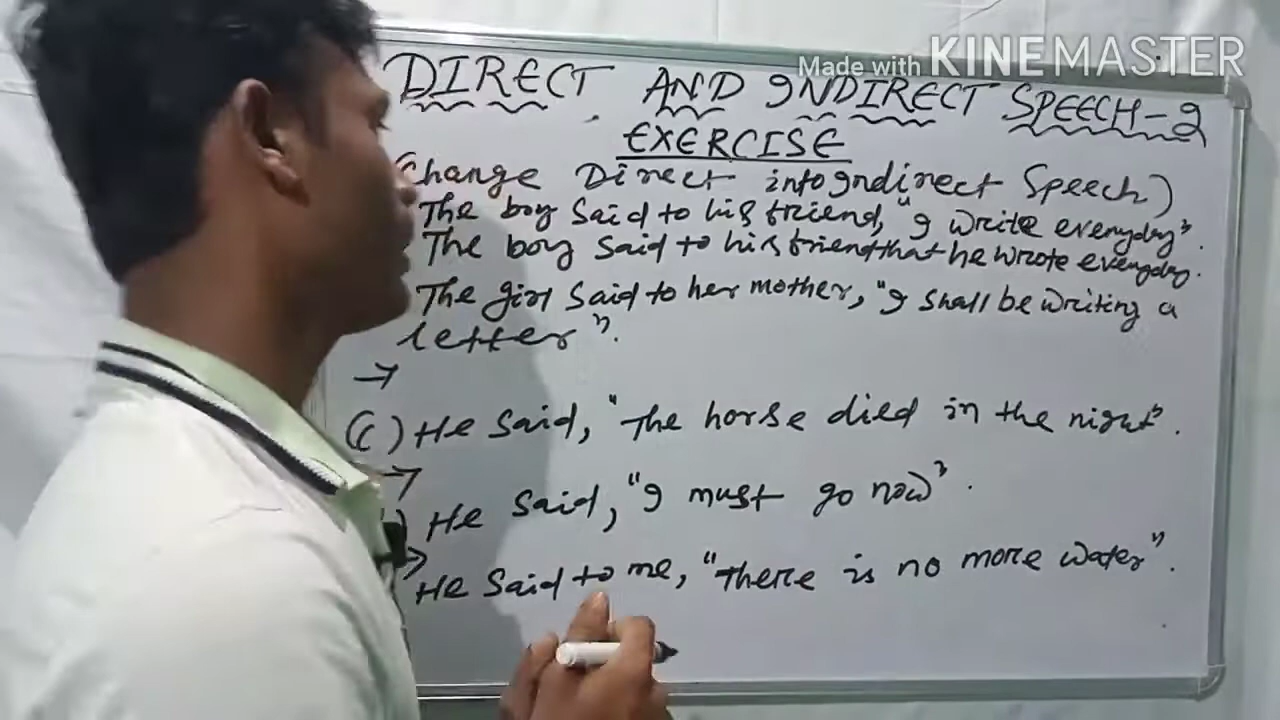 Made with KINEMASTER
DIRECT AND INDIRECT SPEECH-2
EXERCISE
(Change Direct into Indirect Speech)
The boy said to his friend, "I write everyday".
The boy said to his friend that he wrote everyday.
The girl said to her mother, "I shall be writing a
letter".
→
(C) He said, "The horse died in the night".
→
) He said, "I must go now".
→
He said to me, "There is no more water".